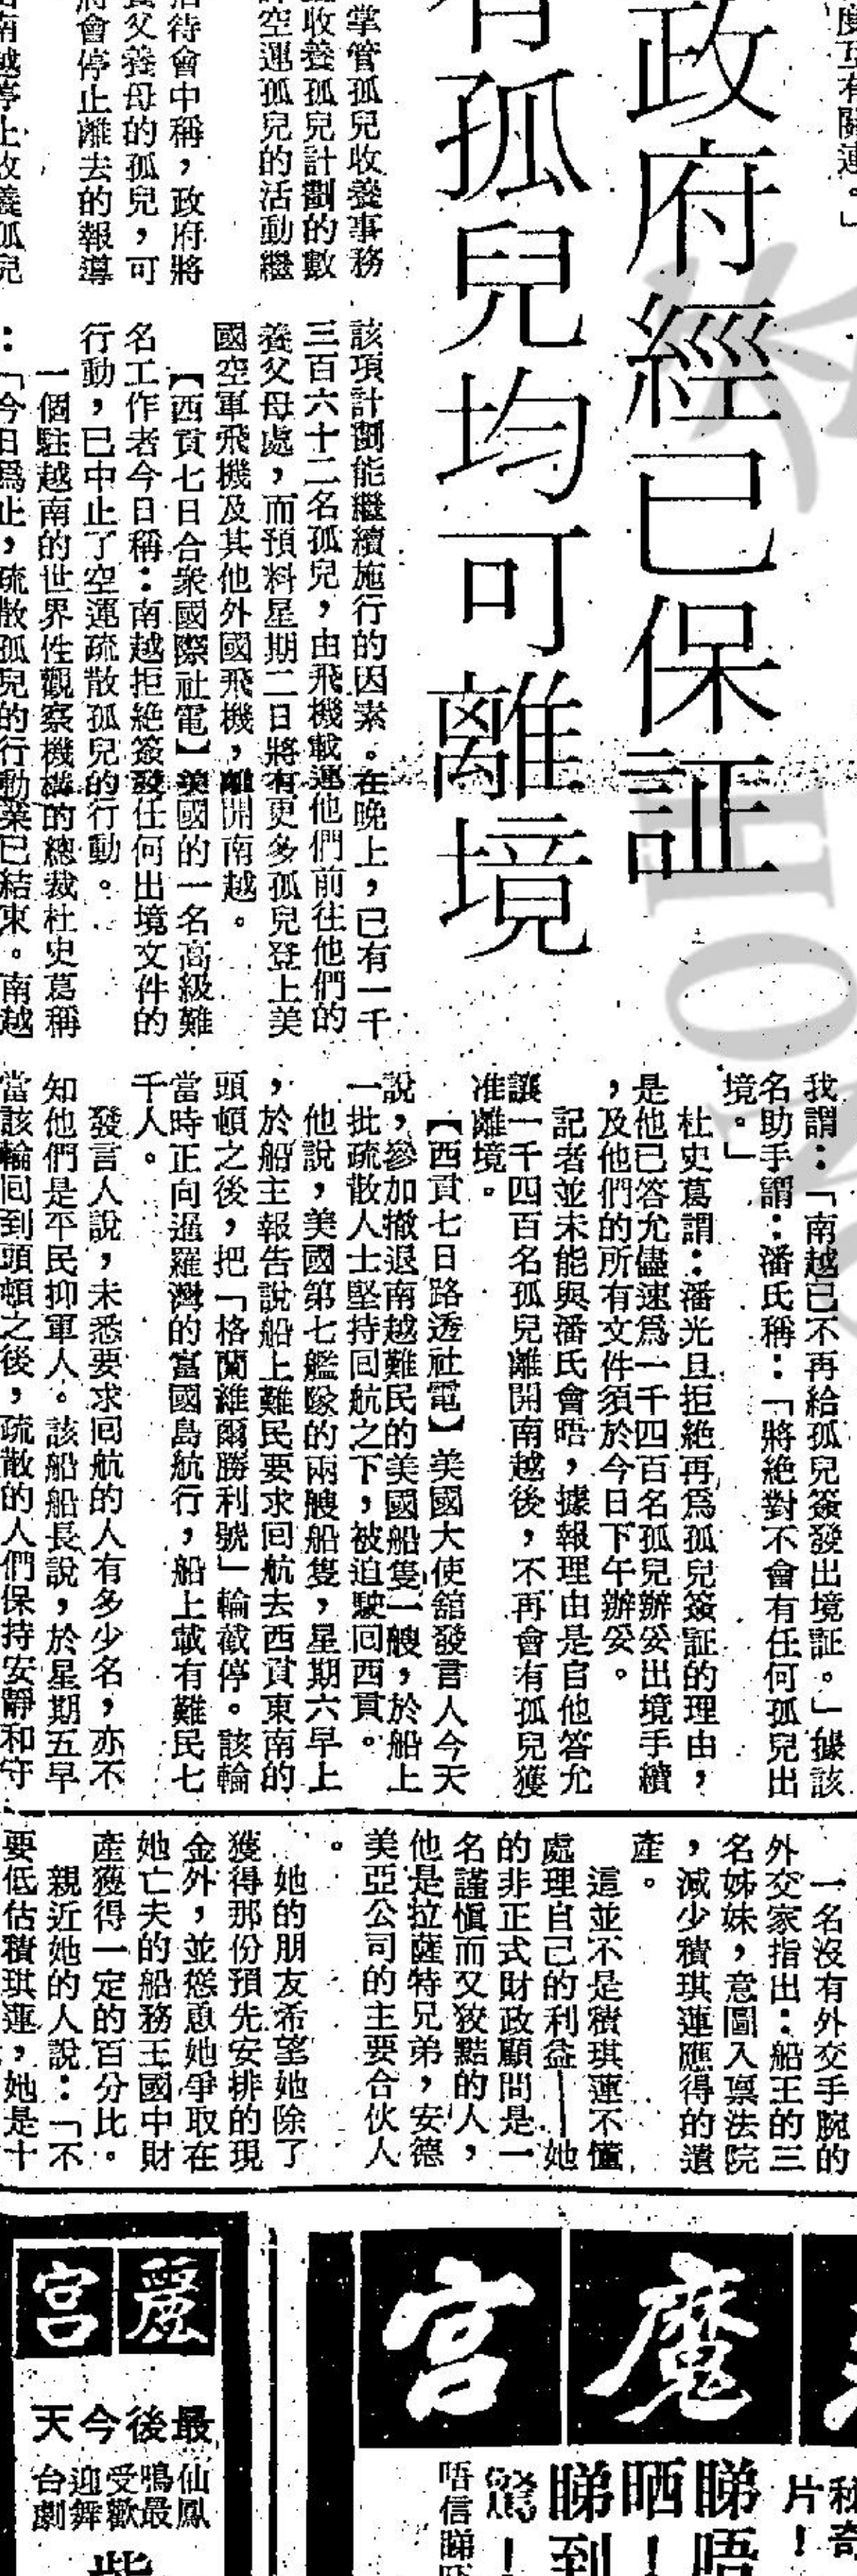 度亞有關連。」
政府經已保証
有孤兒均可離境
掌管孤兒收養事務
收養孤兒計劃的數
空運孤兒的活動繼
待會中稱,政府將
父養母的孤兒,可
會停止離去的報導
南越停止收養孤兒
該項計劃能繼續施行的因素。在晚上,已有一千
三百六十二名孤兒,由飛機載運他們前往他們的
養父母處,而預料星期二日將有更多孤兒登上美
國空軍飛機及其他外國飛機,離開南越。
【西貢七日合衆國際社電】美國的一名高級難
名工作者今日稱:南越拒絶簽發任何出境文件的
行動,已中止了空運疏散孤兒的行動。
一個駐越南的世界性觀察機構的總裁杜史葛稱
:「今日爲止,疏散孤兒的行動業已結束。南越
我謂:「南越已不再給孤兒簽發出境証。」據該
名助手謂:潘氏稱:「將絶對不會有任何孤兒出
境。」
杜史葛謂:潘光且拒絶再爲孤兒簽証的理由,
是他已答允儘速爲一千四百名孤兒辦妥出境手續
,及他們的所有文件須於今日下午辦妥。
記者並未能與潘氏會晤,據報理由是自他答允
讓一千四百名孤兒離開南越後,不再會有孤兒獲
准離境。
【西貢七日路透社電】美國大使舘發言人今天
說,參加撤退南越難民的美國船隻一艘,於船上
一批疏散人士堅持回航之下,被迫駛回西貢。
他說,美國第七艦隊的兩艘船隻,星期六早上
,於船主報告說船上難民要求回航去西貢東南的
頭頓之後,把「格蘭維爾勝利號」輪截停。該輪
當時正向暹羅灣的富國島航行,船上載有難民七
千人。
發言人說,未悉要求回航的人有多少名,亦不
知他們是平民抑軍人。該船船長說,於星期五早
當該輪回到頭頓之後,疏散的人們保持安靜和守
一名沒有外交手腕的
外交家指出:船王的三
名姊妹,意圖入禀法院
,減少積琪蓮應得的遺
產。
這並不是積琪蓮不懂
處理自己的利益——她
的非正式財政顧問是一
名謹愼而又狡黠的人,
他是拉薩特兄弟,安德
美亞公司的主要合伙人
。
她的朋友希望她除了
獲得那份預先安排的現
金外,並慫恿她爭取在
她亡夫的船務王國中財
產獲得一定的百分比。
親近她的人說:「不
要低估積琪蓮,她是十
宮魔
片!
睇唔
晒!
睇到
驚!
唔信睇
宮慶
天今後最
仙鳳
鳴最
受歡
迎舞
台劇
紫